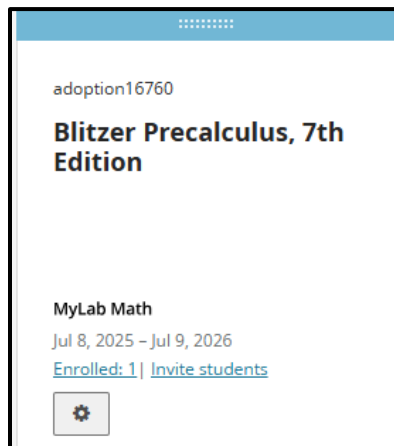 adoption16760
Blitzer Precalculus, 7th
Edition
MyLab Math
Jul 8, 2025 – Jul 9, 2026
Enrolled: 1| Invite students